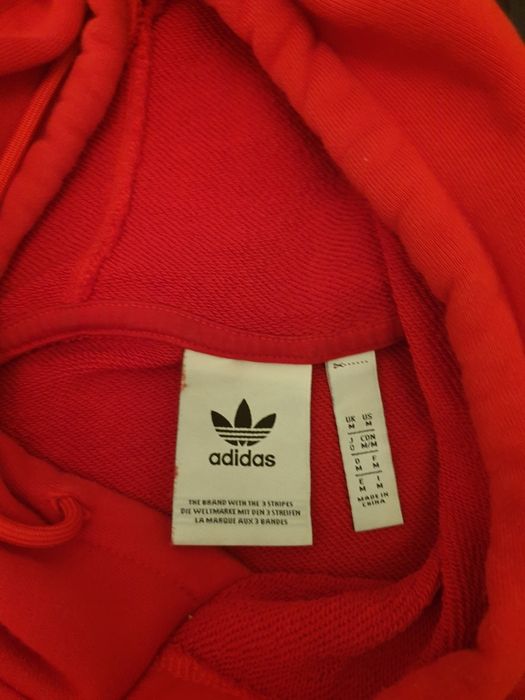 adidas
THE BRAND WITH THE 3 STRIPES
DIE WELTMARKE MIT DEN 3 STREIFEN
LA MARQUE AUX 3 BANDES
UK US
M M
J CDN
O M/M
D F
M M
E I
M M
MADE IN
CHINA